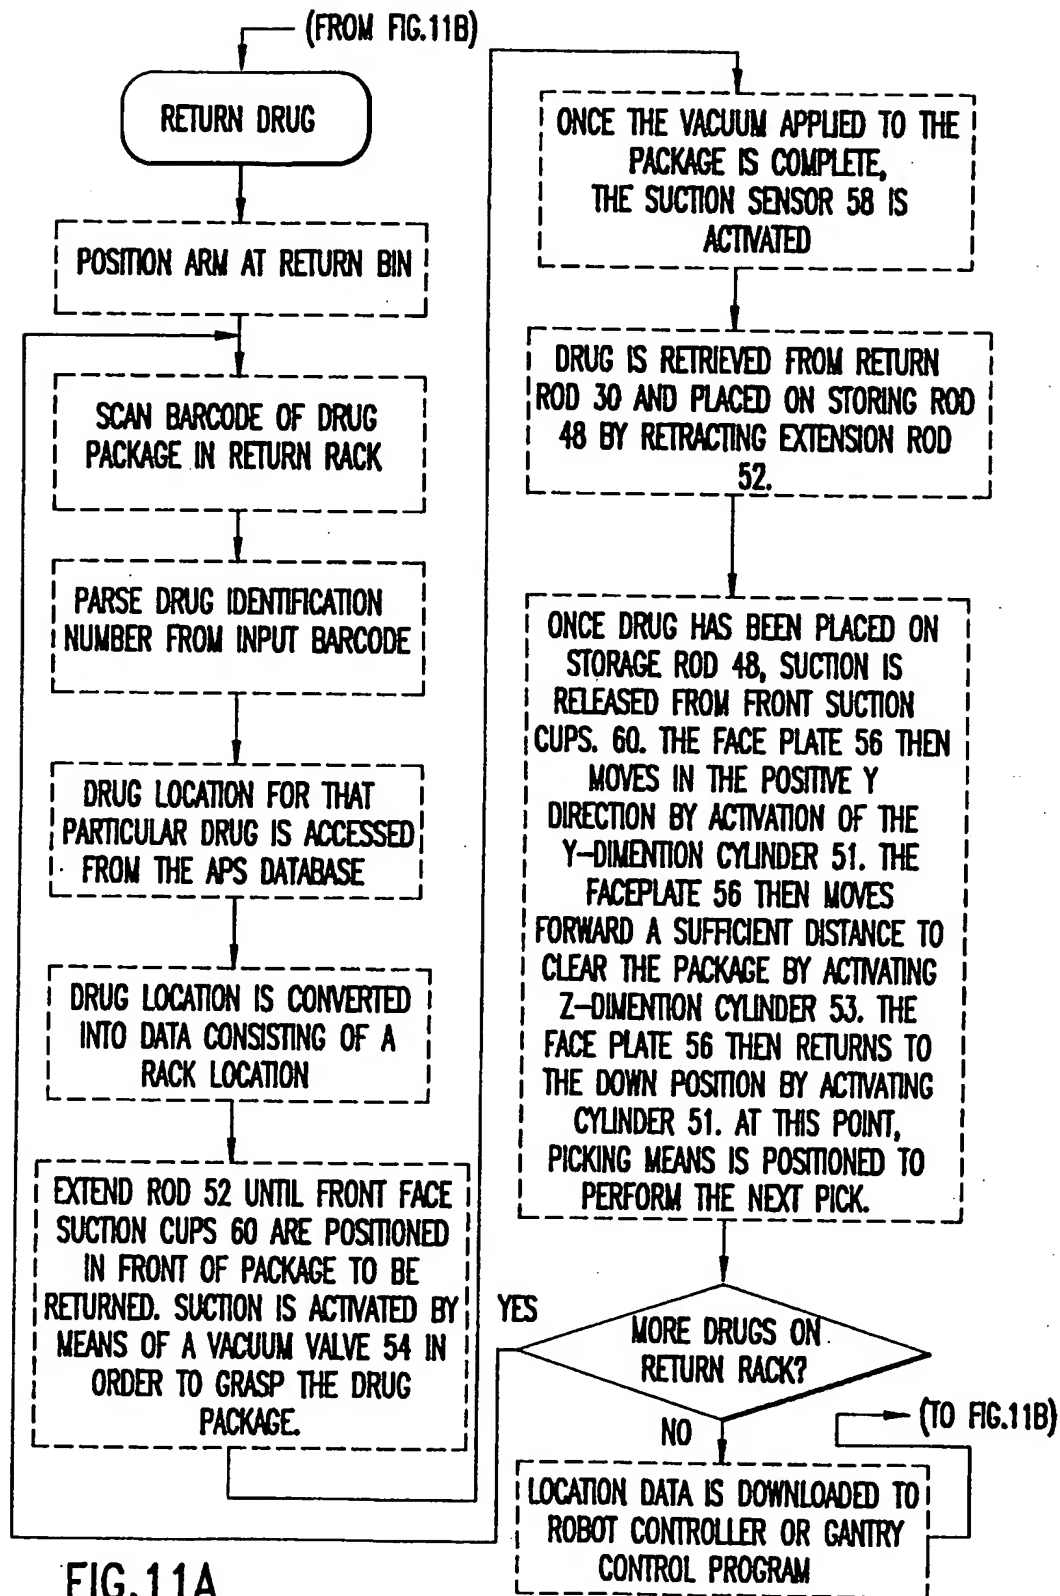 (FROM FIG.11B)
RETURN DRUG
POSITION ARM AT RETURN BIN
SCAN BARCODE OF DRUG
PACKAGE IN RETURN RACK
PARSE DRUG IDENTIFICATION
NUMBER FROM INPUT BARCODE
DRUG LOCATION FOR THAT
PARTICULAR DRUG IS ACCESSED
FROM THE APS DATABASE
DRUG LOCATION IS CONVERTED
INTO DATA CONSISTING OF A
RACK LOCATION
EXTEND ROD 52 UNTIL FRONT FACE
SUCTION CUPS 60 ARE POSITIONED
IN FRONT OF PACKAGE TO BE
RETURNED. SUCTION IS ACTIVATED BY
MEANS OF A VACUUM VALVE 54 IN
ORDER TO GRASP THE DRUG
PACKAGE.
ONCE THE VACUUM APPLIED TO THE
PACKAGE IS COMPLETE,
THE SUCTION SENSOR 58 IS
ACTIVATED
DRUG IS RETRIEVED FROM RETURN
ROD 30 AND PLACED ON STORING ROD
48 BY RETRACTING EXTENSION ROD
52.
ONCE DRUG HAS BEEN PLACED ON
STORAGE ROD 48, SUCTION IS
RELEASED FROM FRONT SUCTION
CUPS. 60. THE FACE PLATE 56 THEN
MOVES IN THE POSITIVE Y
DIRECTION BY ACTIVATION OF THE
Y-DIMENTION CYLINDER 51. THE
FACEPLATE 56 THEN MOVES
FORWARD A SUFFICIENT DISTANCE TO
CLEAR THE PACKAGE BY ACTIVATING
Z-DIMENTION CYLINDER 53. THE
FACE PLATE 56 THEN RETURNS TO
THE DOWN POSITION BY ACTIVATING
CYLINDER 51. AT THIS POINT,
PICKING MEANS IS POSITIONED TO
PERFORM THE NEXT PICK.
YES
MORE DRUGS ON
RETURN RACK?
NO
(TO FIG.11B)
LOCATION DATA IS DOWNLOADED TO
ROBOT CONTROLLER OR GANTRY
CONTROL PROGRAM
FIG.11A